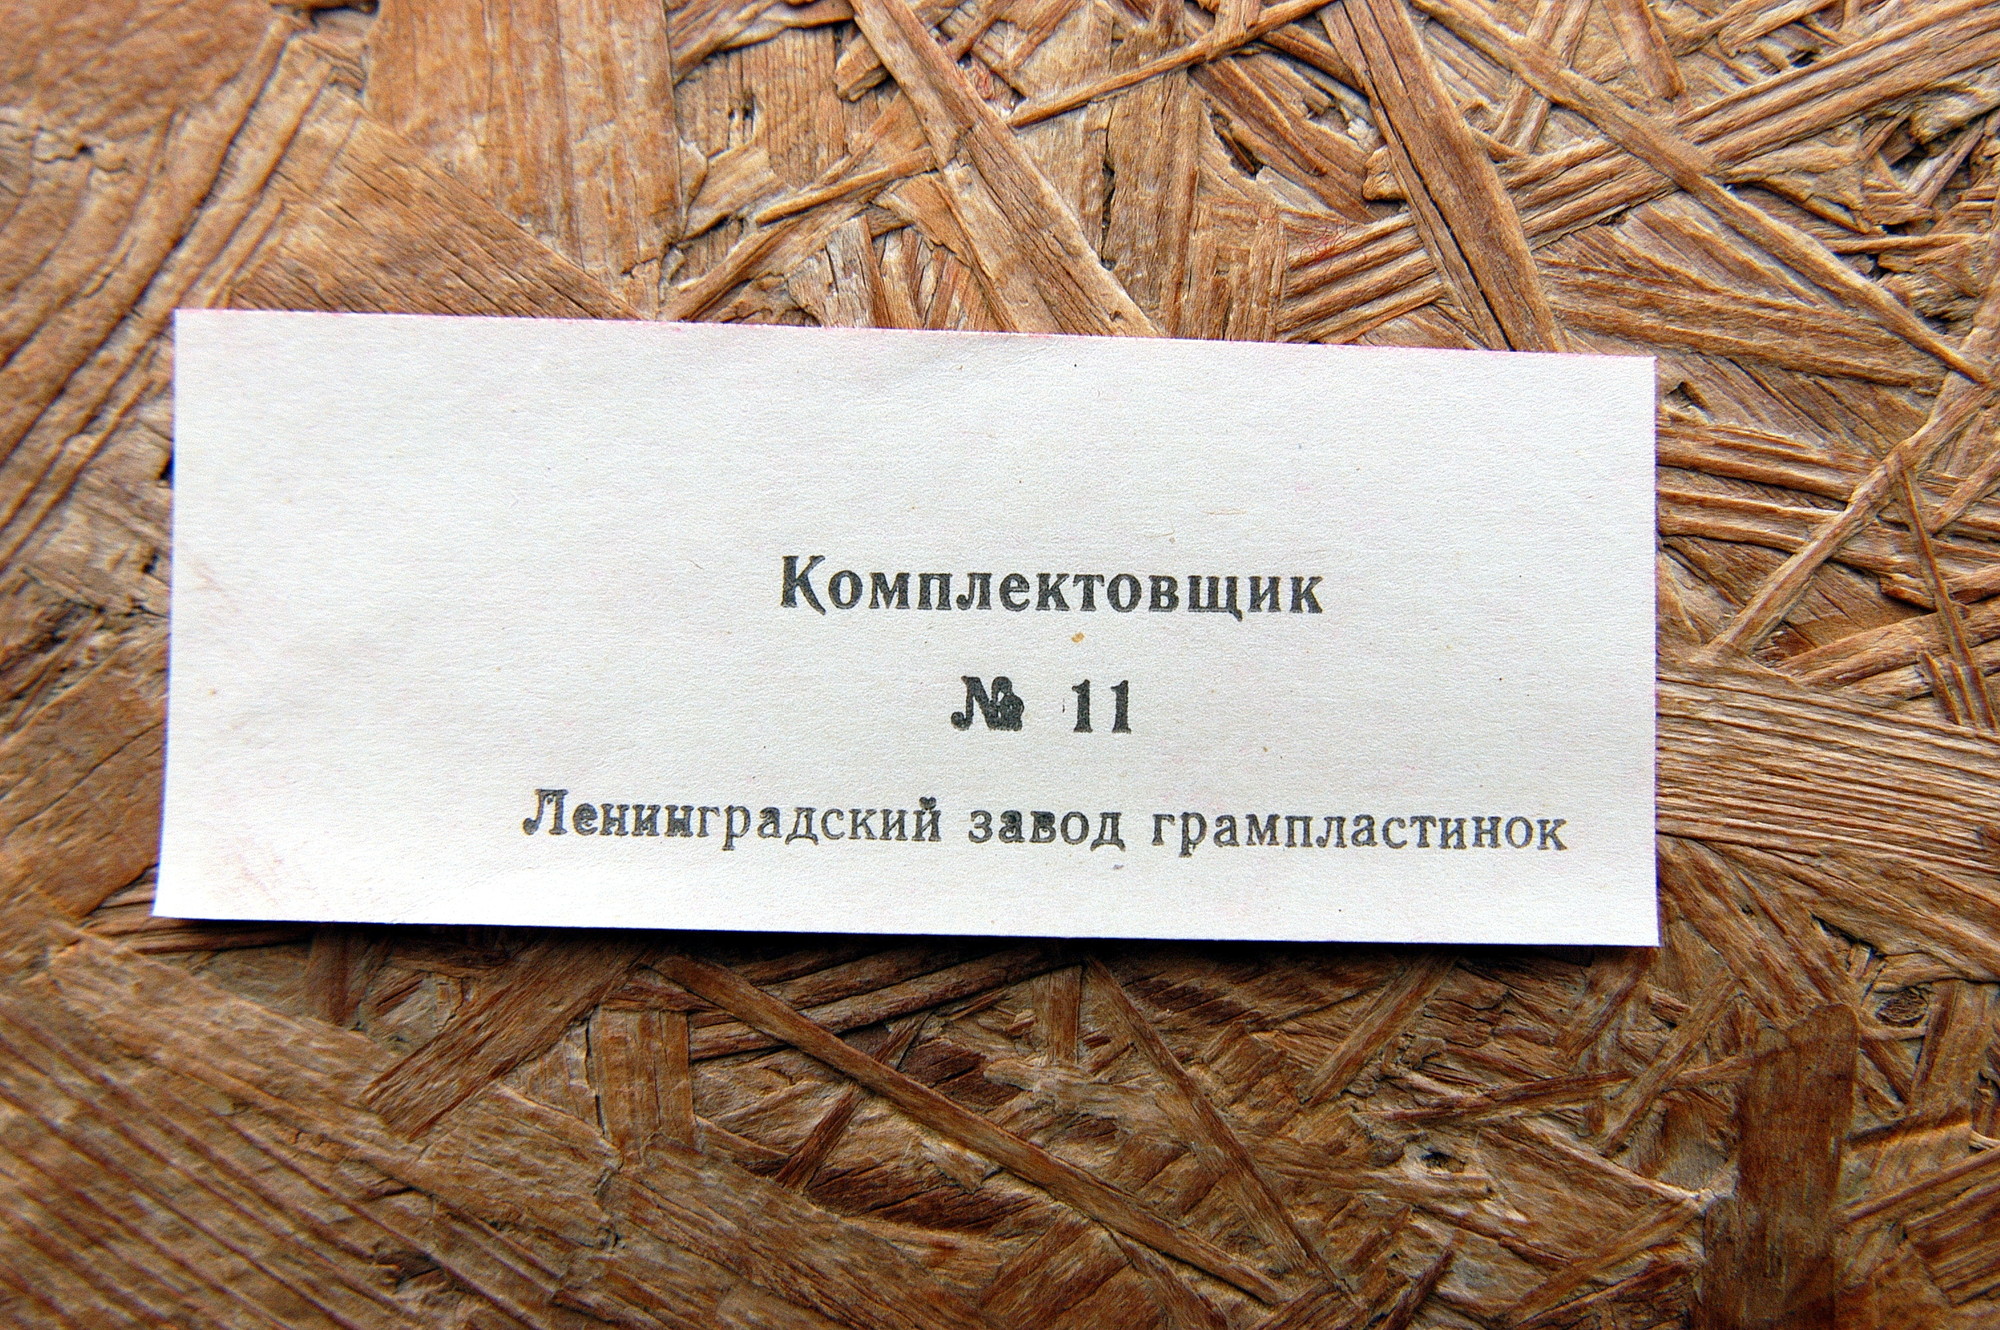 Комплектовщик
№ 11
Ленинградский завод грампластинок